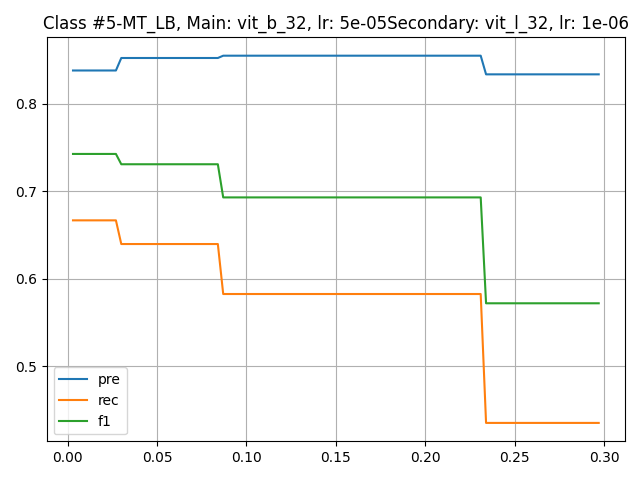 Class #5-MT_LB, Main: vit_b_32, lr: 5e-05Secondary: vit_l_32, lr: 1e-06
0.8
0.7
0.6
0.5
pre
rec
f1
0.00 0.05 0.10 0.15 0.20 0.25 0.30